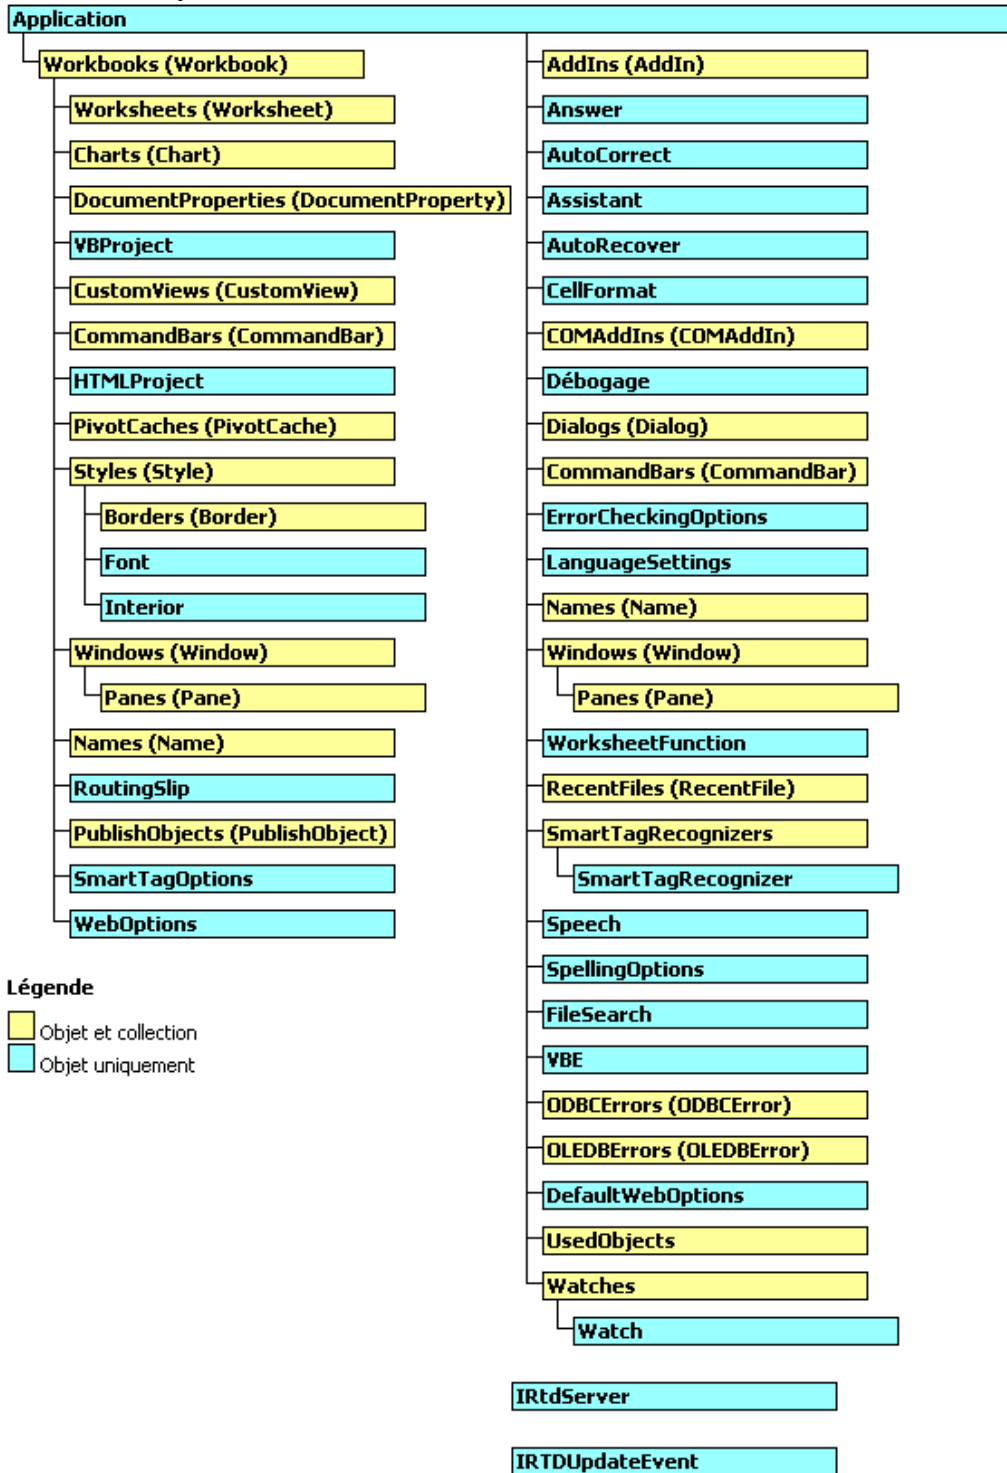 Application
Workbooks (Workbook)
Worksheets (Worksheet)
Charts (Chart)
DocumentProperties (DocumentProperty)
VBProject
CustomViews (CustomView)
CommandBars (CommandBar)
HTMLProject
PivotCaches (PivotCache)
Styles (Style)
Borders (Border)
Font
Interior
Windows (Window)
Panes (Pane)
Names (Name)
RoutingSlip
PublishObjects (PublishObject)
SmartTagOptions
WebOptions
Légende
Objet et collection
Objet uniquement
AddIns (AddIn)
Answer
AutoCorrect
Assistant
AutoRecover
CellFormat
COMAddIns (COMAddIn)
Débogage
Dialogs (Dialog)
CommandBars (CommandBar)
ErrorCheckingOptions
LanguageSettings
Names (Name)
Windows (Window)
Panes (Pane)
WorksheetFunction
RecentFiles (RecentFile)
SmartTagRecognizers
SmartTagRecognizer
Speech
SpellingOptions
FileSearch
VBE
ODBCErrors (ODBCError)
OLEDBErrors (OLEDBError)
DefaultWebOptions
UsedObjects
Watches
Watch
IRtdServer
IRTDUpdateEvent